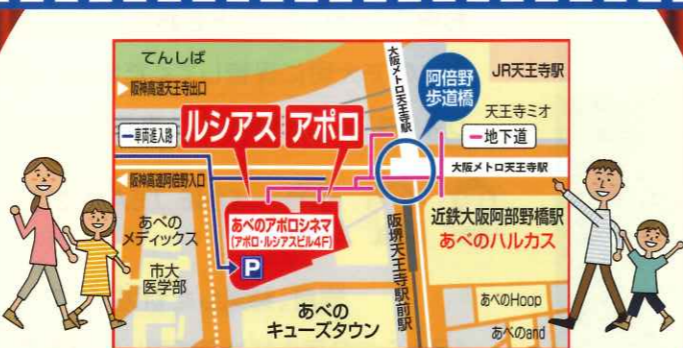 てんしば
阪神高速天王寺出口
車両進入路
ルシアス
アポロ
大阪メトロ天王寺駅
阿倍野
歩道橋
JR天王寺駅
天王寺ミオ
地下道
大阪メトロ天王寺駅
阪神高速阿倍野入口
あべの
メディックス
市大
医学部
あべのアポロシネマ
(アポロ・ルシアスビル4F)
P
阪堺天王寺駅前駅
近鉄大阪阿部野橋駅
あべのハルカス
あべの
キューズタウン
あべのHoop
あべのand